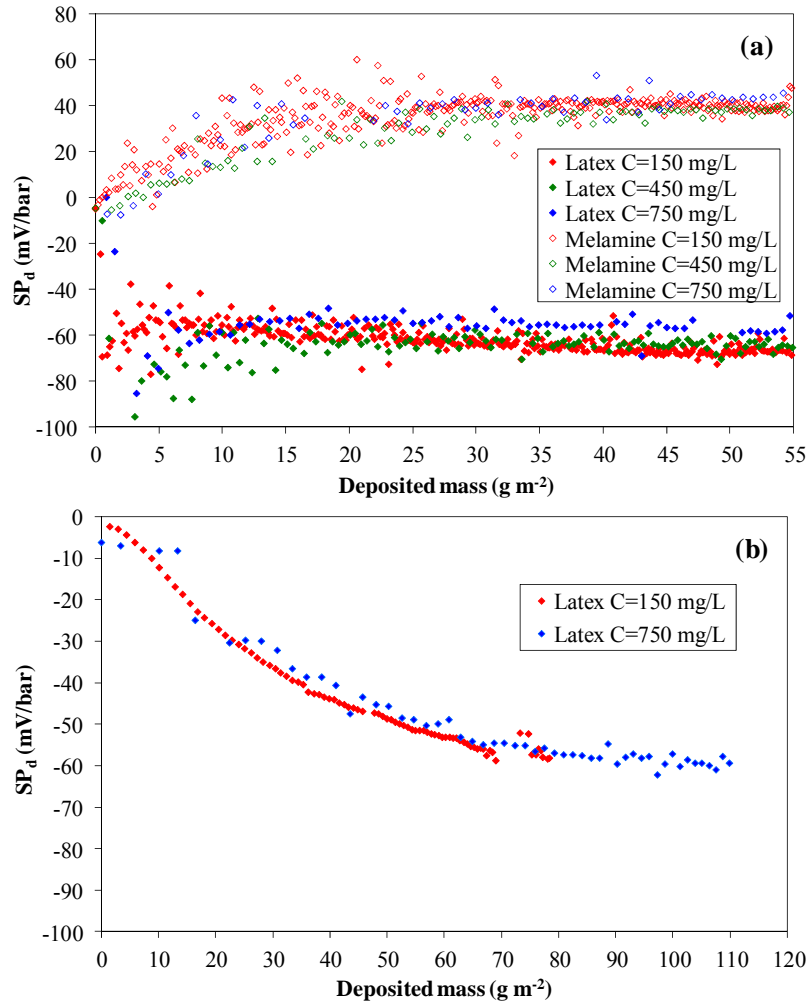 80
(a)
60
40
20
0
-20
-40
-60
-80
-100
SPd (mV/bar)
Latex C=150 mg/L
Latex C=450 mg/L
Latex C=750 mg/L
Melamine C=150 mg/L
Melamine C=450 mg/L
Melamine C=750 mg/L
0 5 10 15 20 25 30 35 40 45 50 55
Deposited mass (g m-2)
0
(b)
-10
-20
-30
-40
-50
-60
-70
-80
-90
-100
SPd (mV/bar)
Latex C=150 mg/L
Latex C=750 mg/L
0 10 20 30 40 50 60 70 80 90 100 110 120
Deposited mass (g m-2)